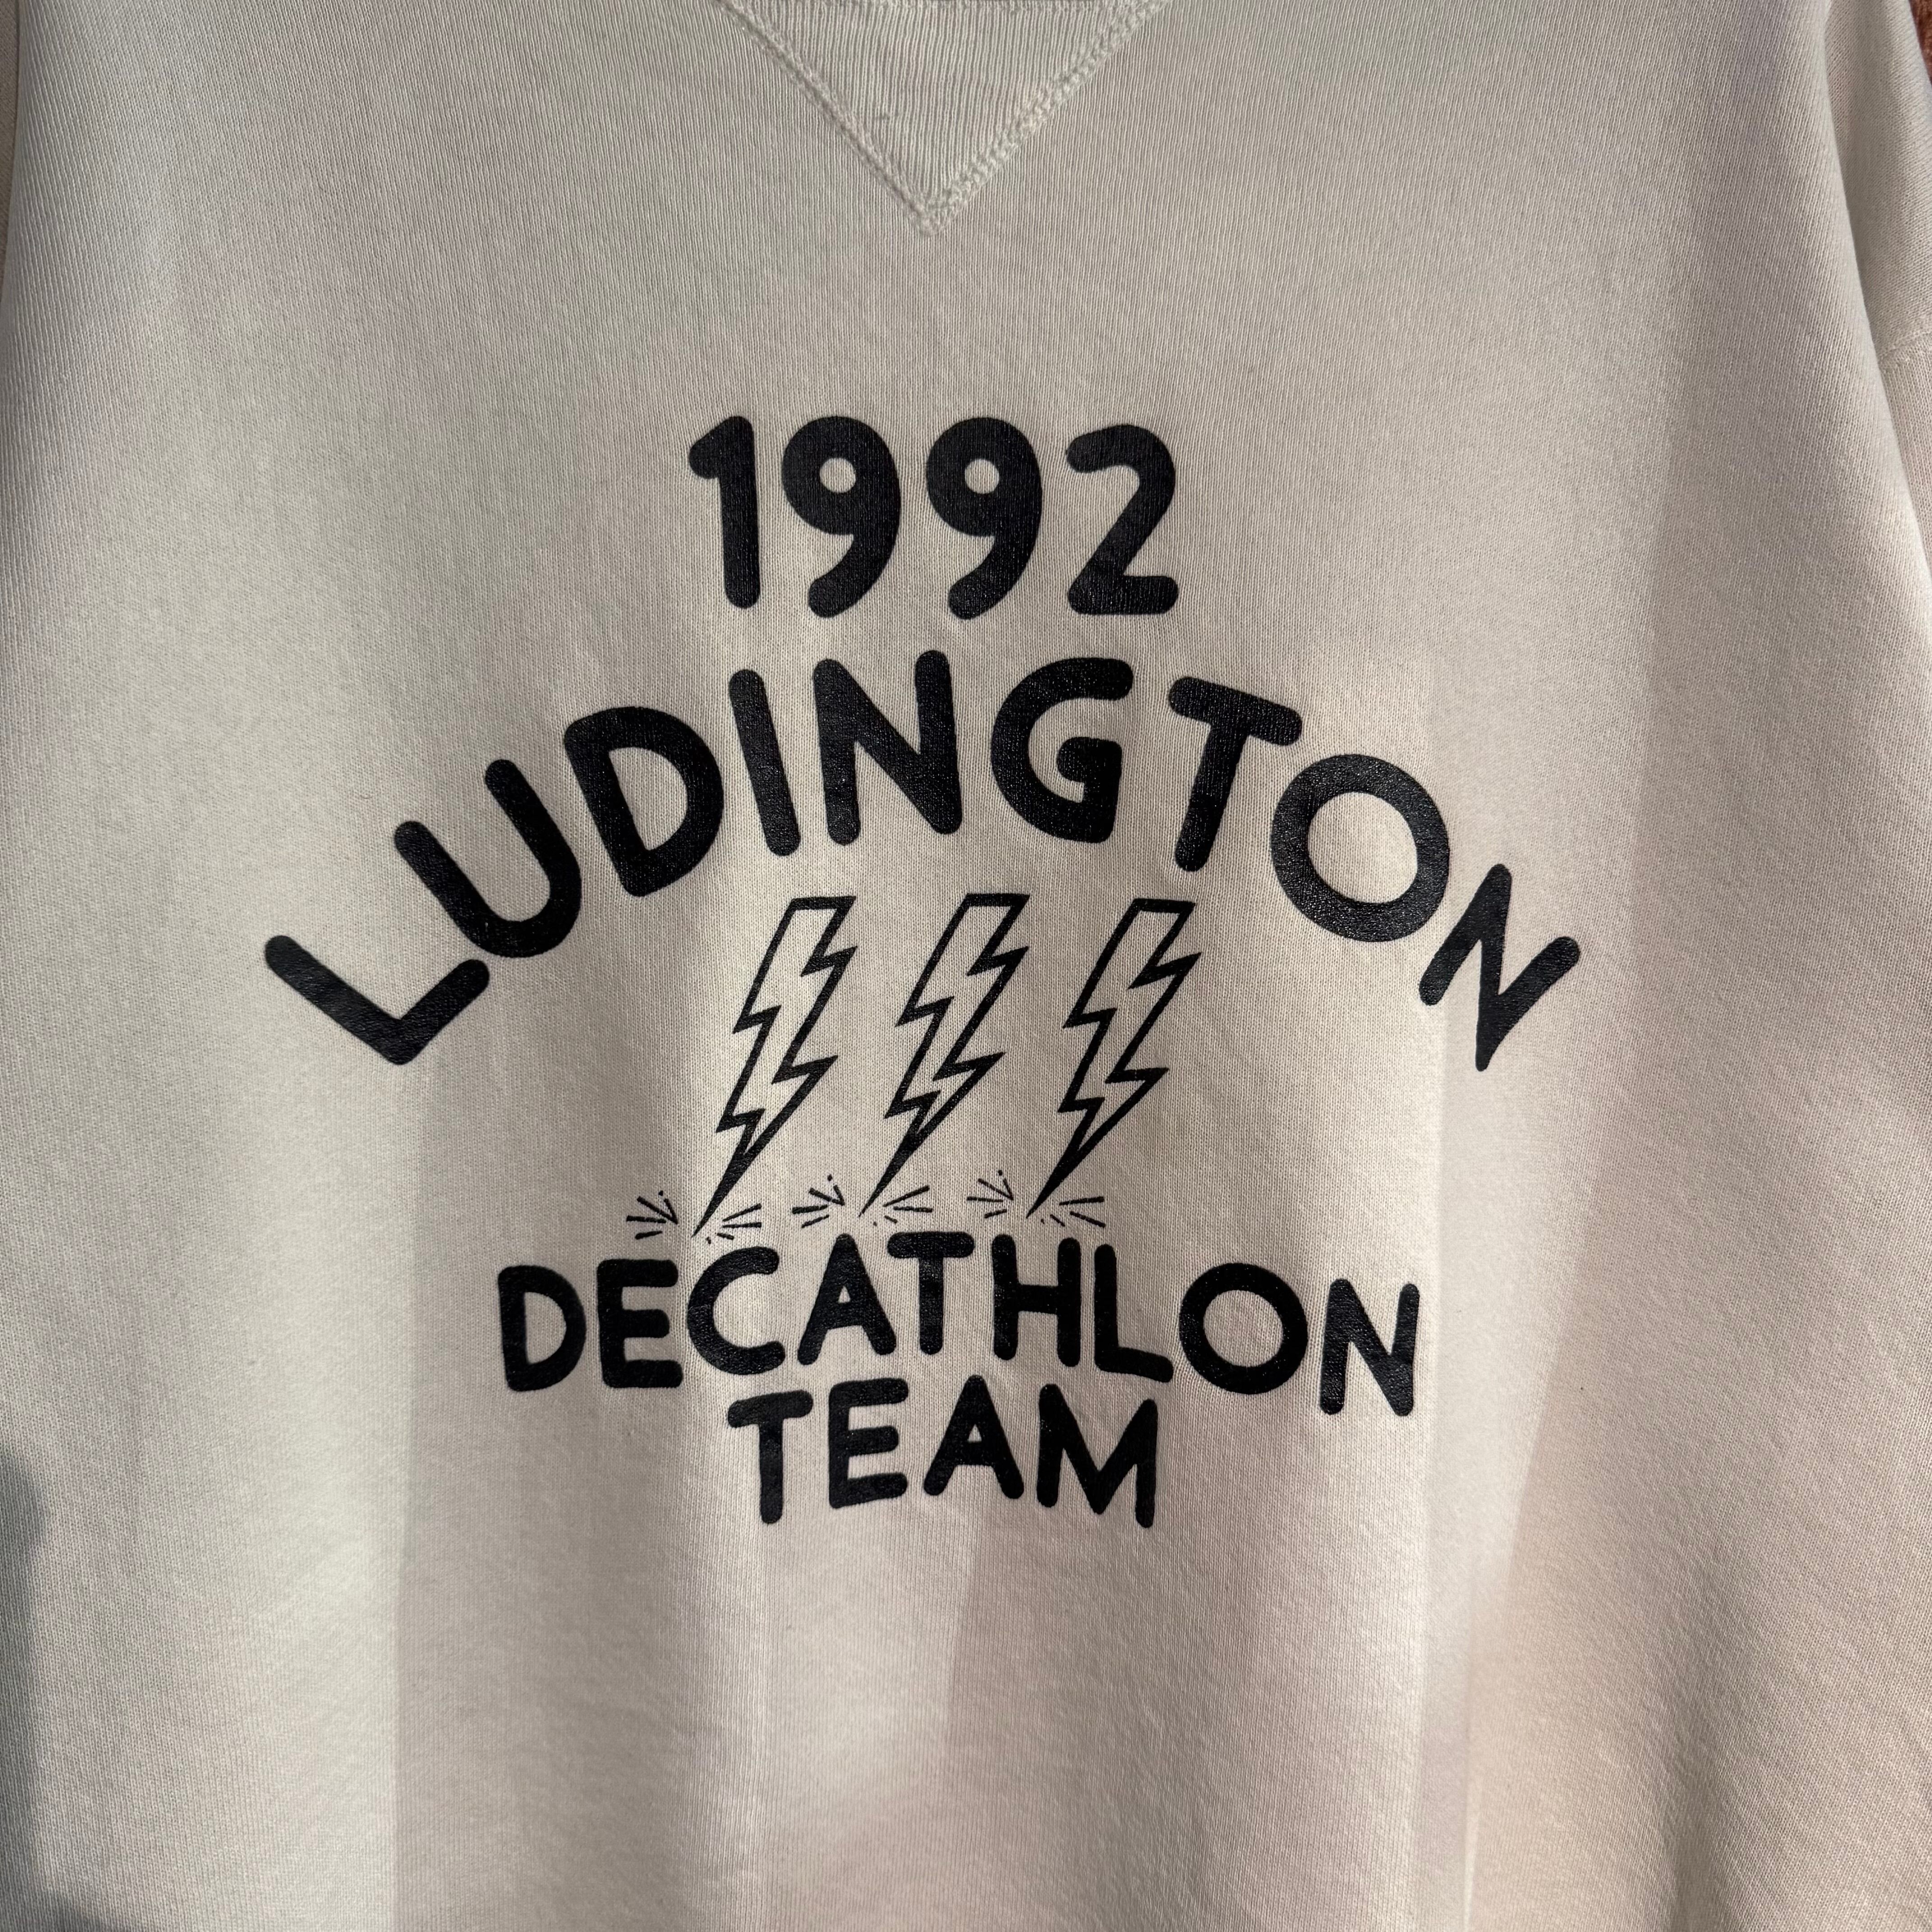 1992
LUDINGTON
DECATHLON
TEAM